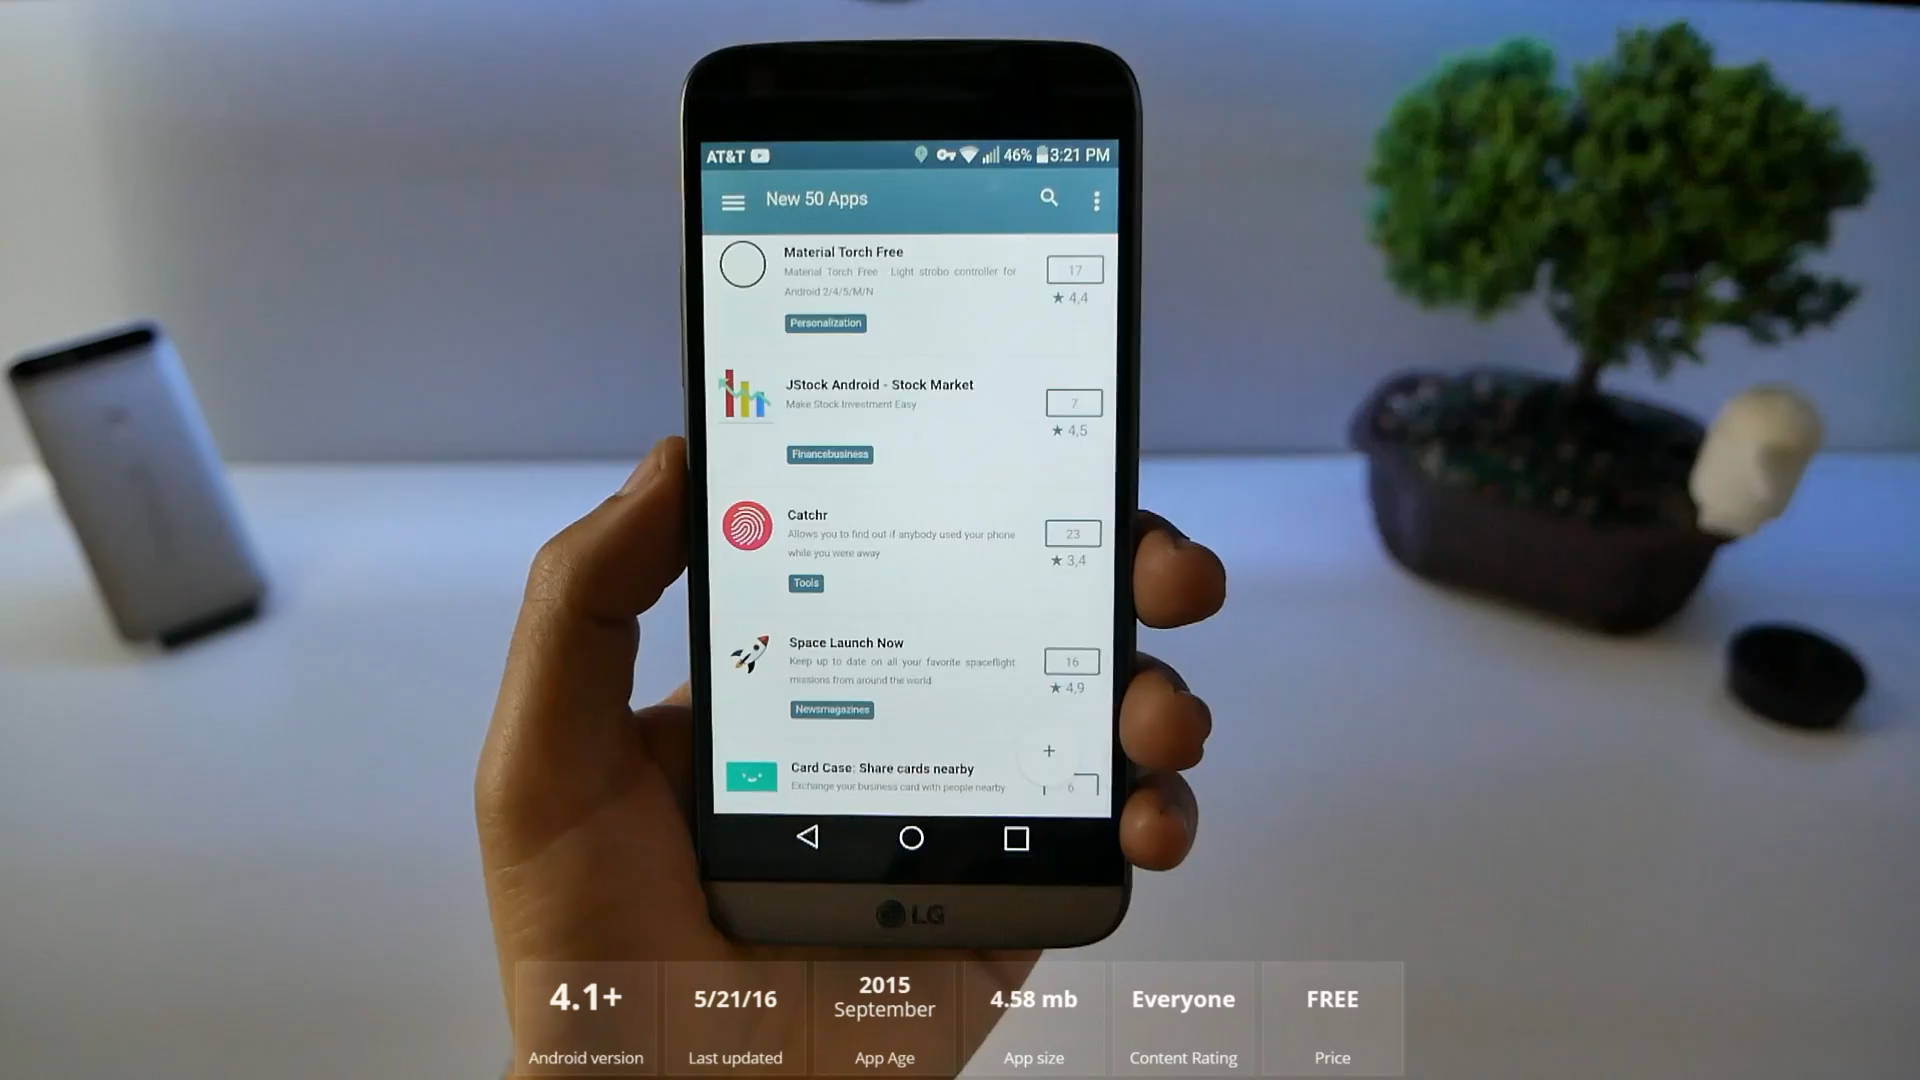 AT&T 46% 3:21 PM
New 50 Apps
Material Torch Free
Material Torch Free Light strobo controller for
Android 2/4/5/M/N
17
★ 4,4
Personalization
JStock Android - Stock Market
Make Stock Investment Easy
7
★ 4,5
Financebusiness
Catchr
Allows you to find out if anybody used your phone
while you were away
23
★ 3,4
Tools
Space Launch Now
Keep up to date on all your favorite spaceflight
missions from around the world
16
★ 4,9
Newsmagazines
+
Card Case: Share cards nearby
Exchange your business card with people nearby
6
LG
4.1+
Android version
5/21/16
Last updated
2015
September
App Age
4.58 mb
App size
Everyone
Content Rating
FREE
Price